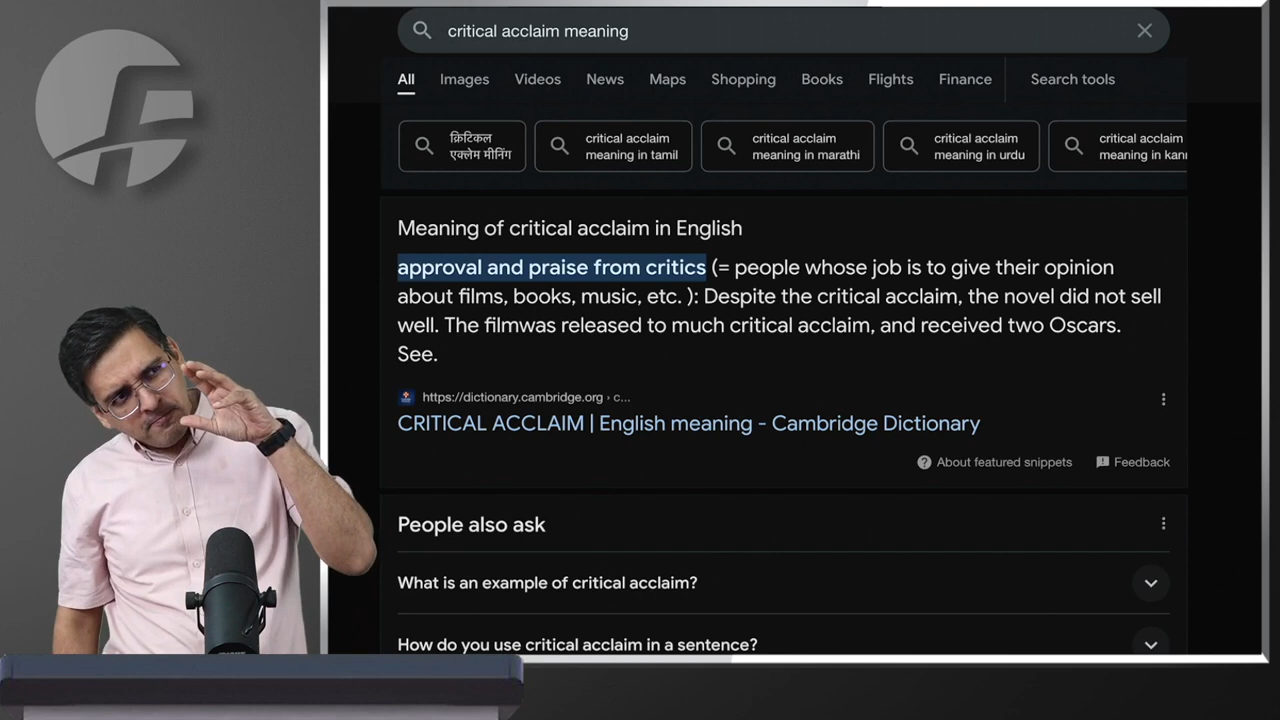 critical acclaim meaning
All Images Videos News Maps Shopping Books Flights Finance Search tools
क्रिटिकल
एक्लेम मीनिंग
critical acclaim
meaning in tamil
critical acclaim
meaning in marathi
critical acclaim
meaning in urdu
critical acclaim
meaning in kann
Meaning of critical acclaim in English
approval and praise from critics (= people whose job is to give their opinion
about films, books, music, etc. ): Despite the critical acclaim, the novel did not sell
well. The filmwas released to much critical acclaim, and received two Oscars.
See.
https://dictionary.cambridge.org › c...
CRITICAL ACCLAIM | English meaning - Cambridge Dictionary
About featured snippets Feedback
People also ask
What is an example of critical acclaim?
How do you use critical acclaim in a sentence?